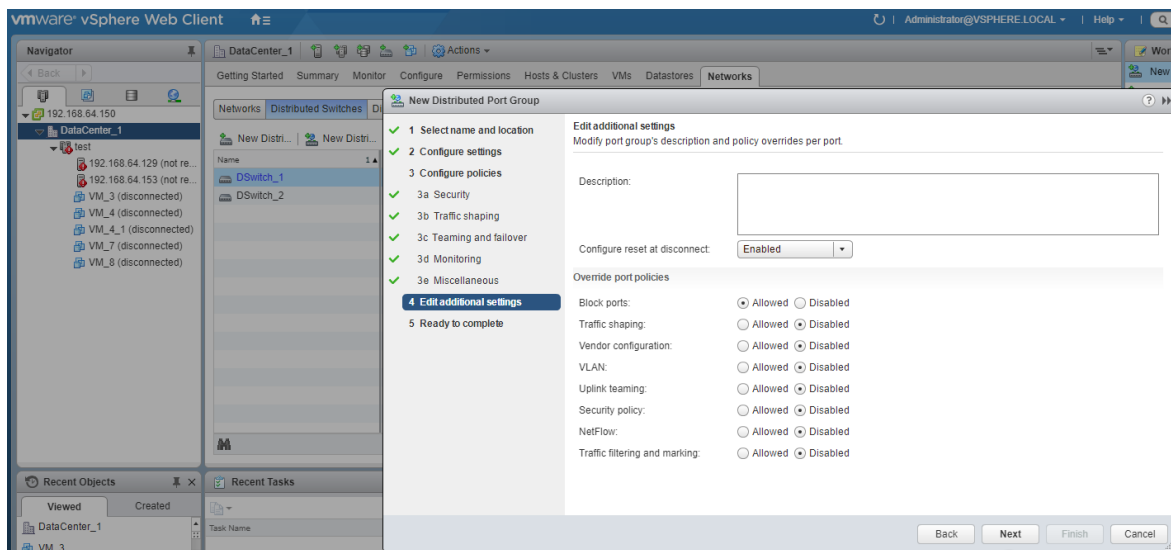 vmware® vSphere Web Client
Administrator@VSPHERE.LOCAL
Help
Navigator
Back
192.168.64.150
DataCenter_1
test
192.168.64.129 (not re...
192.168.64.153 (not re...
VM_3 (disconnected)
VM_4 (disconnected)
VM_4_1 (disconnected)
VM_7 (disconnected)
VM_8 (disconnected)
DataCenter_1
Actions
Getting Started Summary Monitor Configure Permissions Hosts & Clusters VMs Datastores Networks
Networks Distributed Switches
New Distri... New Distri...
Name 1
DSwitch_1
DSwitch_2
New
New Distributed Port Group
1 Select name and location
2 Configure settings
3 Configure policies
3a Security
3b Traffic shaping
3c Teaming and failover
3d Monitoring
3e Miscellaneous
4 Edit additional settings
5 Ready to complete
Edit additional settings
Modify port group's description and policy overrides per port.
Description:
Configure reset at disconnect: Enabled
Override port policies
Block ports: Allowed Disabled
Traffic shaping: Allowed Disabled
Vendor configuration: Allowed Disabled
VLAN: Allowed Disabled
Uplink teaming: Allowed Disabled
Security policy: Allowed Disabled
NetFlow: Allowed Disabled
Traffic filtering and marking: Allowed Disabled
Back Next Finish Cancel
Recent Objects
Viewed Created
DataCenter_1
VM_3
Recent Tasks
Task Name